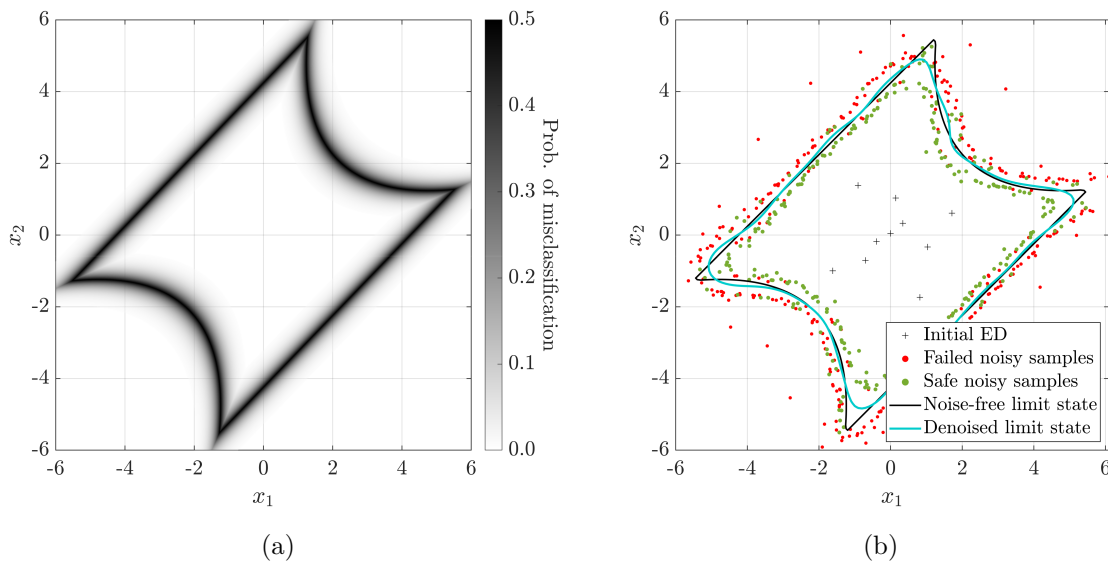 6
4
2
0
-2
-4
-6
x2
-6
-4
-2
0
2
4
6
x1
0.5
0.4
0.3
0.2
0.1
0.0
Prob. of misclassification
(a)
6
4
2
0
-2
-4
-6
x2
-6
-4
-2
0
2
4
6
x1
Initial ED
Failed noisy samples
Safe noisy samples
Noise-free limit state
Denoised limit state
(b)